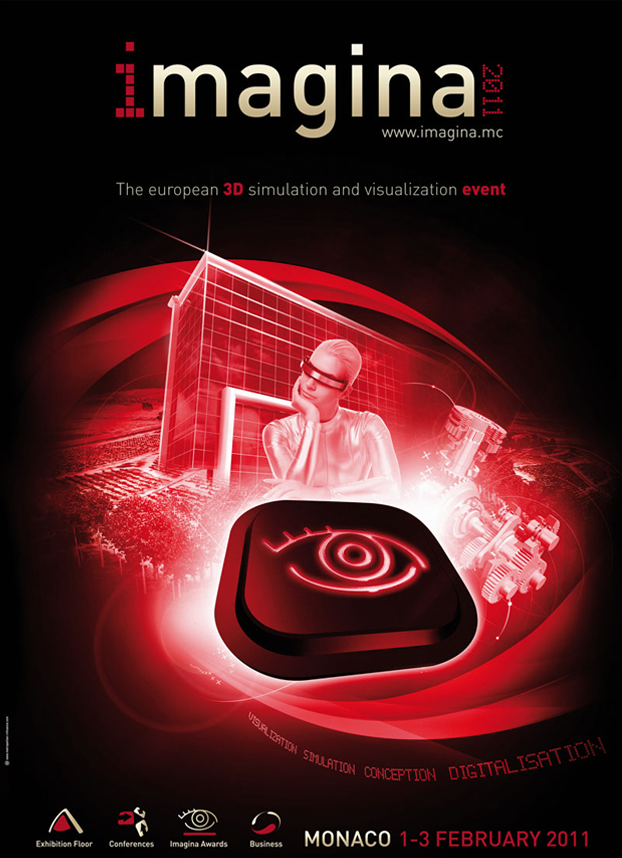 imagina 2011
www.imagina.mc
The european 3D simulation and visualization event
VISUALIZATION SIMULATION CONCEPTION DIGITALISATION
Exhibition Floor
Conferences
Imagina Awards
Business
MONACO 1-3 FEBRUARY 2011